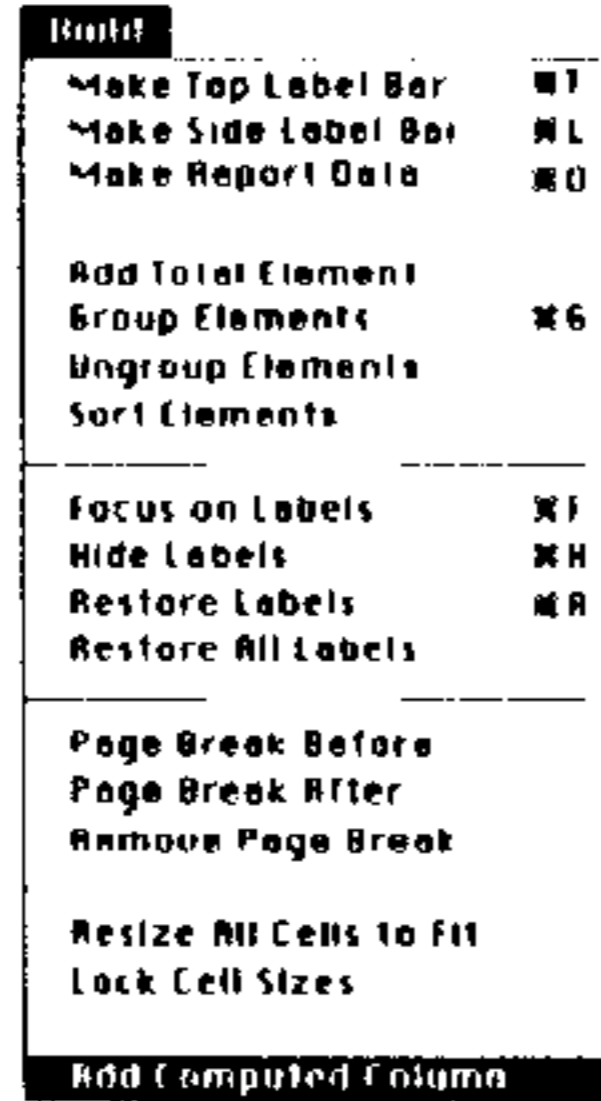 Build
Make Top Label Bar ⌘T
Make Side Label Bar ⌘L
Make Report Data ⌘D
Add Total Element
Group Elements ⌘G
Ungroup Elements
Sort Elements
Focus on Labels ⌘F
Hide Labels ⌘H
Restore Labels ⌘R
Restore All Labels
Page Break Before
Page Break After
Remove Page Break
Resize All Cells to Fit
Lock Cell Sizes
Add Computed Column